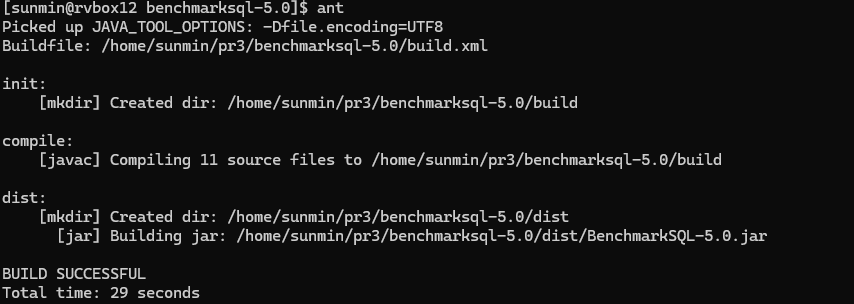 [sunmin@rvbox12 benchmarksql-5.0]$ ant
Picked up JAVA_TOOL_OPTIONS: -Dfile.encoding=UTF8
Buildfile: /home/sunmin/pr3/benchmarksql-5.0/build.xml

init:
    [mkdir] Created dir: /home/sunmin/pr3/benchmarksql-5.0/build

compile:
    [javac] Compiling 11 source files to /home/sunmin/pr3/benchmarksql-5.0/build

dist:
    [mkdir] Created dir: /home/sunmin/pr3/benchmarksql-5.0/dist
      [jar] Building jar: /home/sunmin/pr3/benchmarksql-5.0/dist/BenchmarkSQL-5.0.jar

BUILD SUCCESSFUL
Total time: 29 seconds